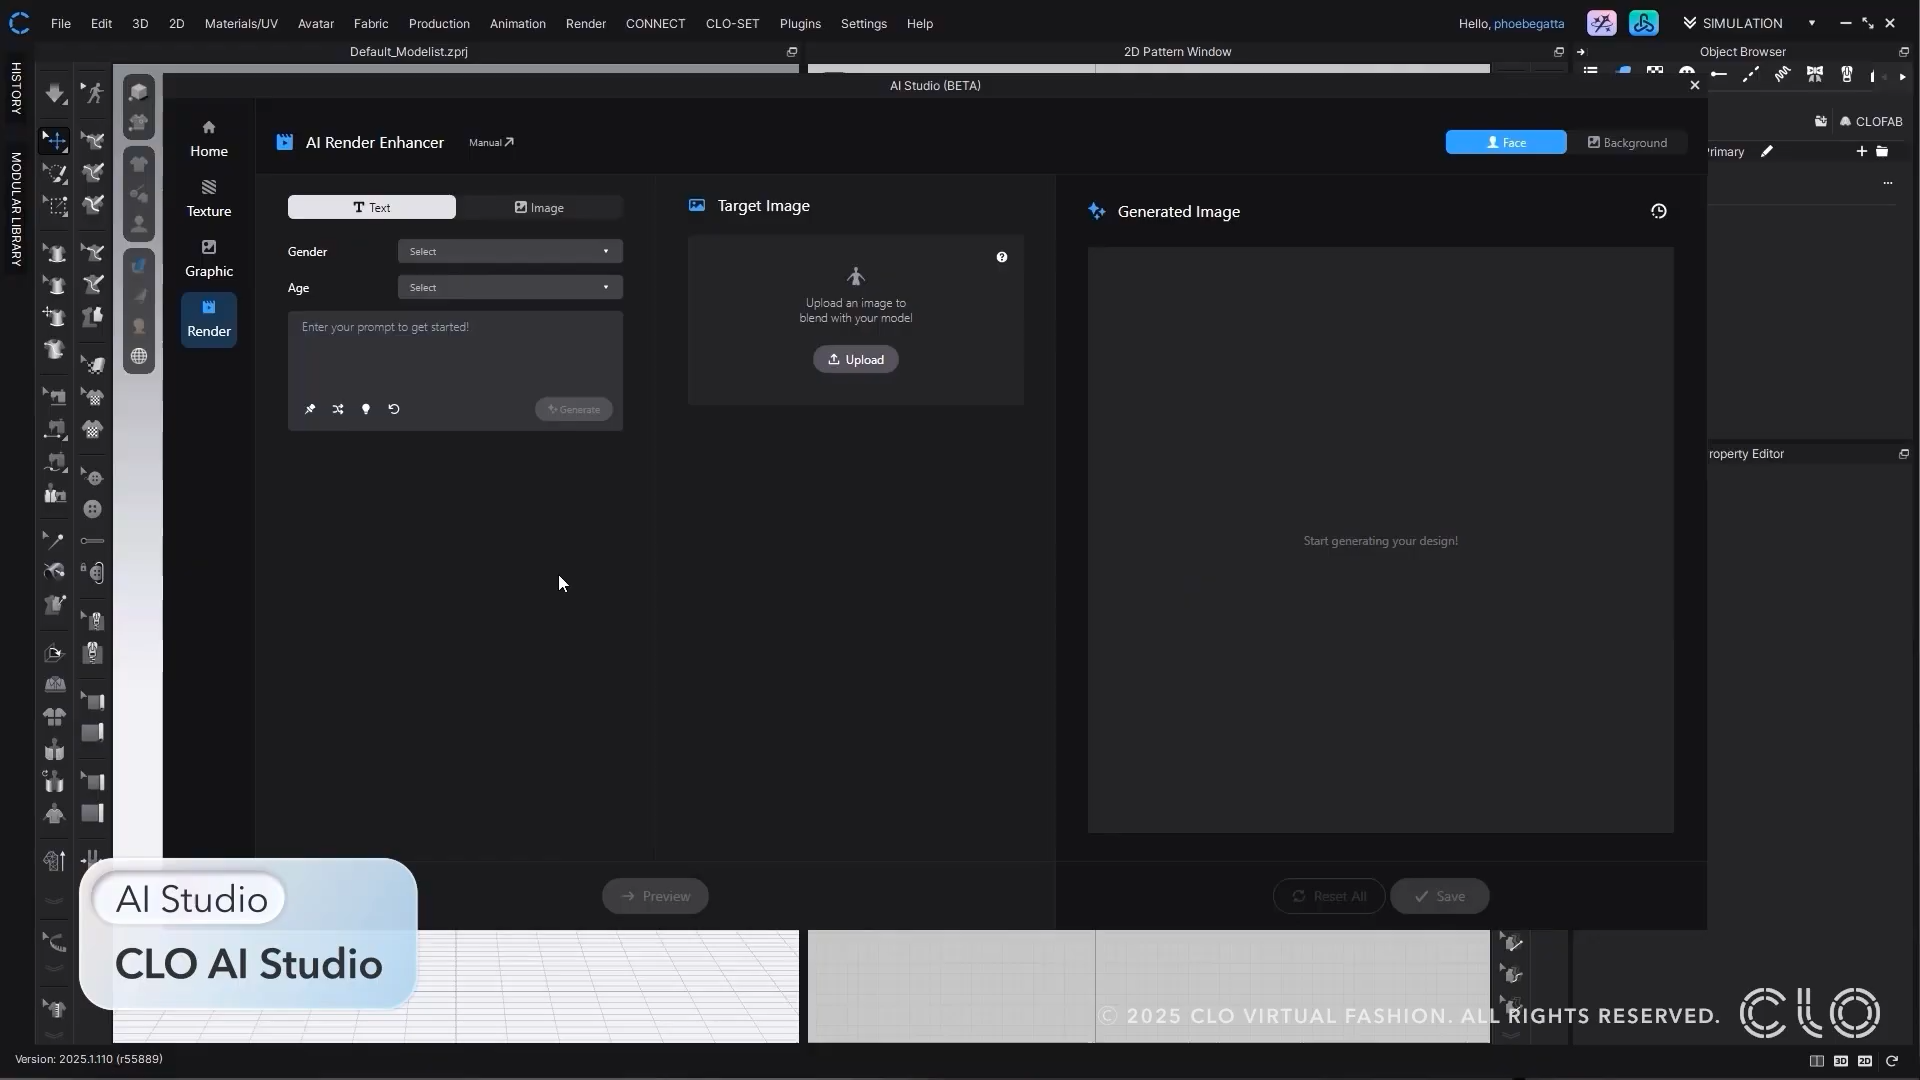 File Edit 3D 2D Materials/UV Avatar Fabric Production Animation Render CONNECT CLO-SET Plugins Settings Help
Hello, phoebegatta
SIMULATION
Default_Modelist.zprj
2D Pattern Window
Object Browser
HISTORY
MODULAR LIBRARY
AI Studio (BETA)
CLOFAB
rimary
Home
Texture
Graphic
Render
AI Render Enhancer
Manual
Face
Background
Text
Image
Gender
Select
Age
Select
Enter your prompt to get started!
Generate
Target Image
Upload an image to
blend with your model
Upload
Generated Image
Start generating your design!
roperty Editor
Preview
Reset All
Save
AI Studio
CLO AI Studio
© 2025 CLO VIRTUAL FASHION. ALL RIGHTS RESERVED.
CLO
Version: 2025.1.110 (r55889)
3D
2D